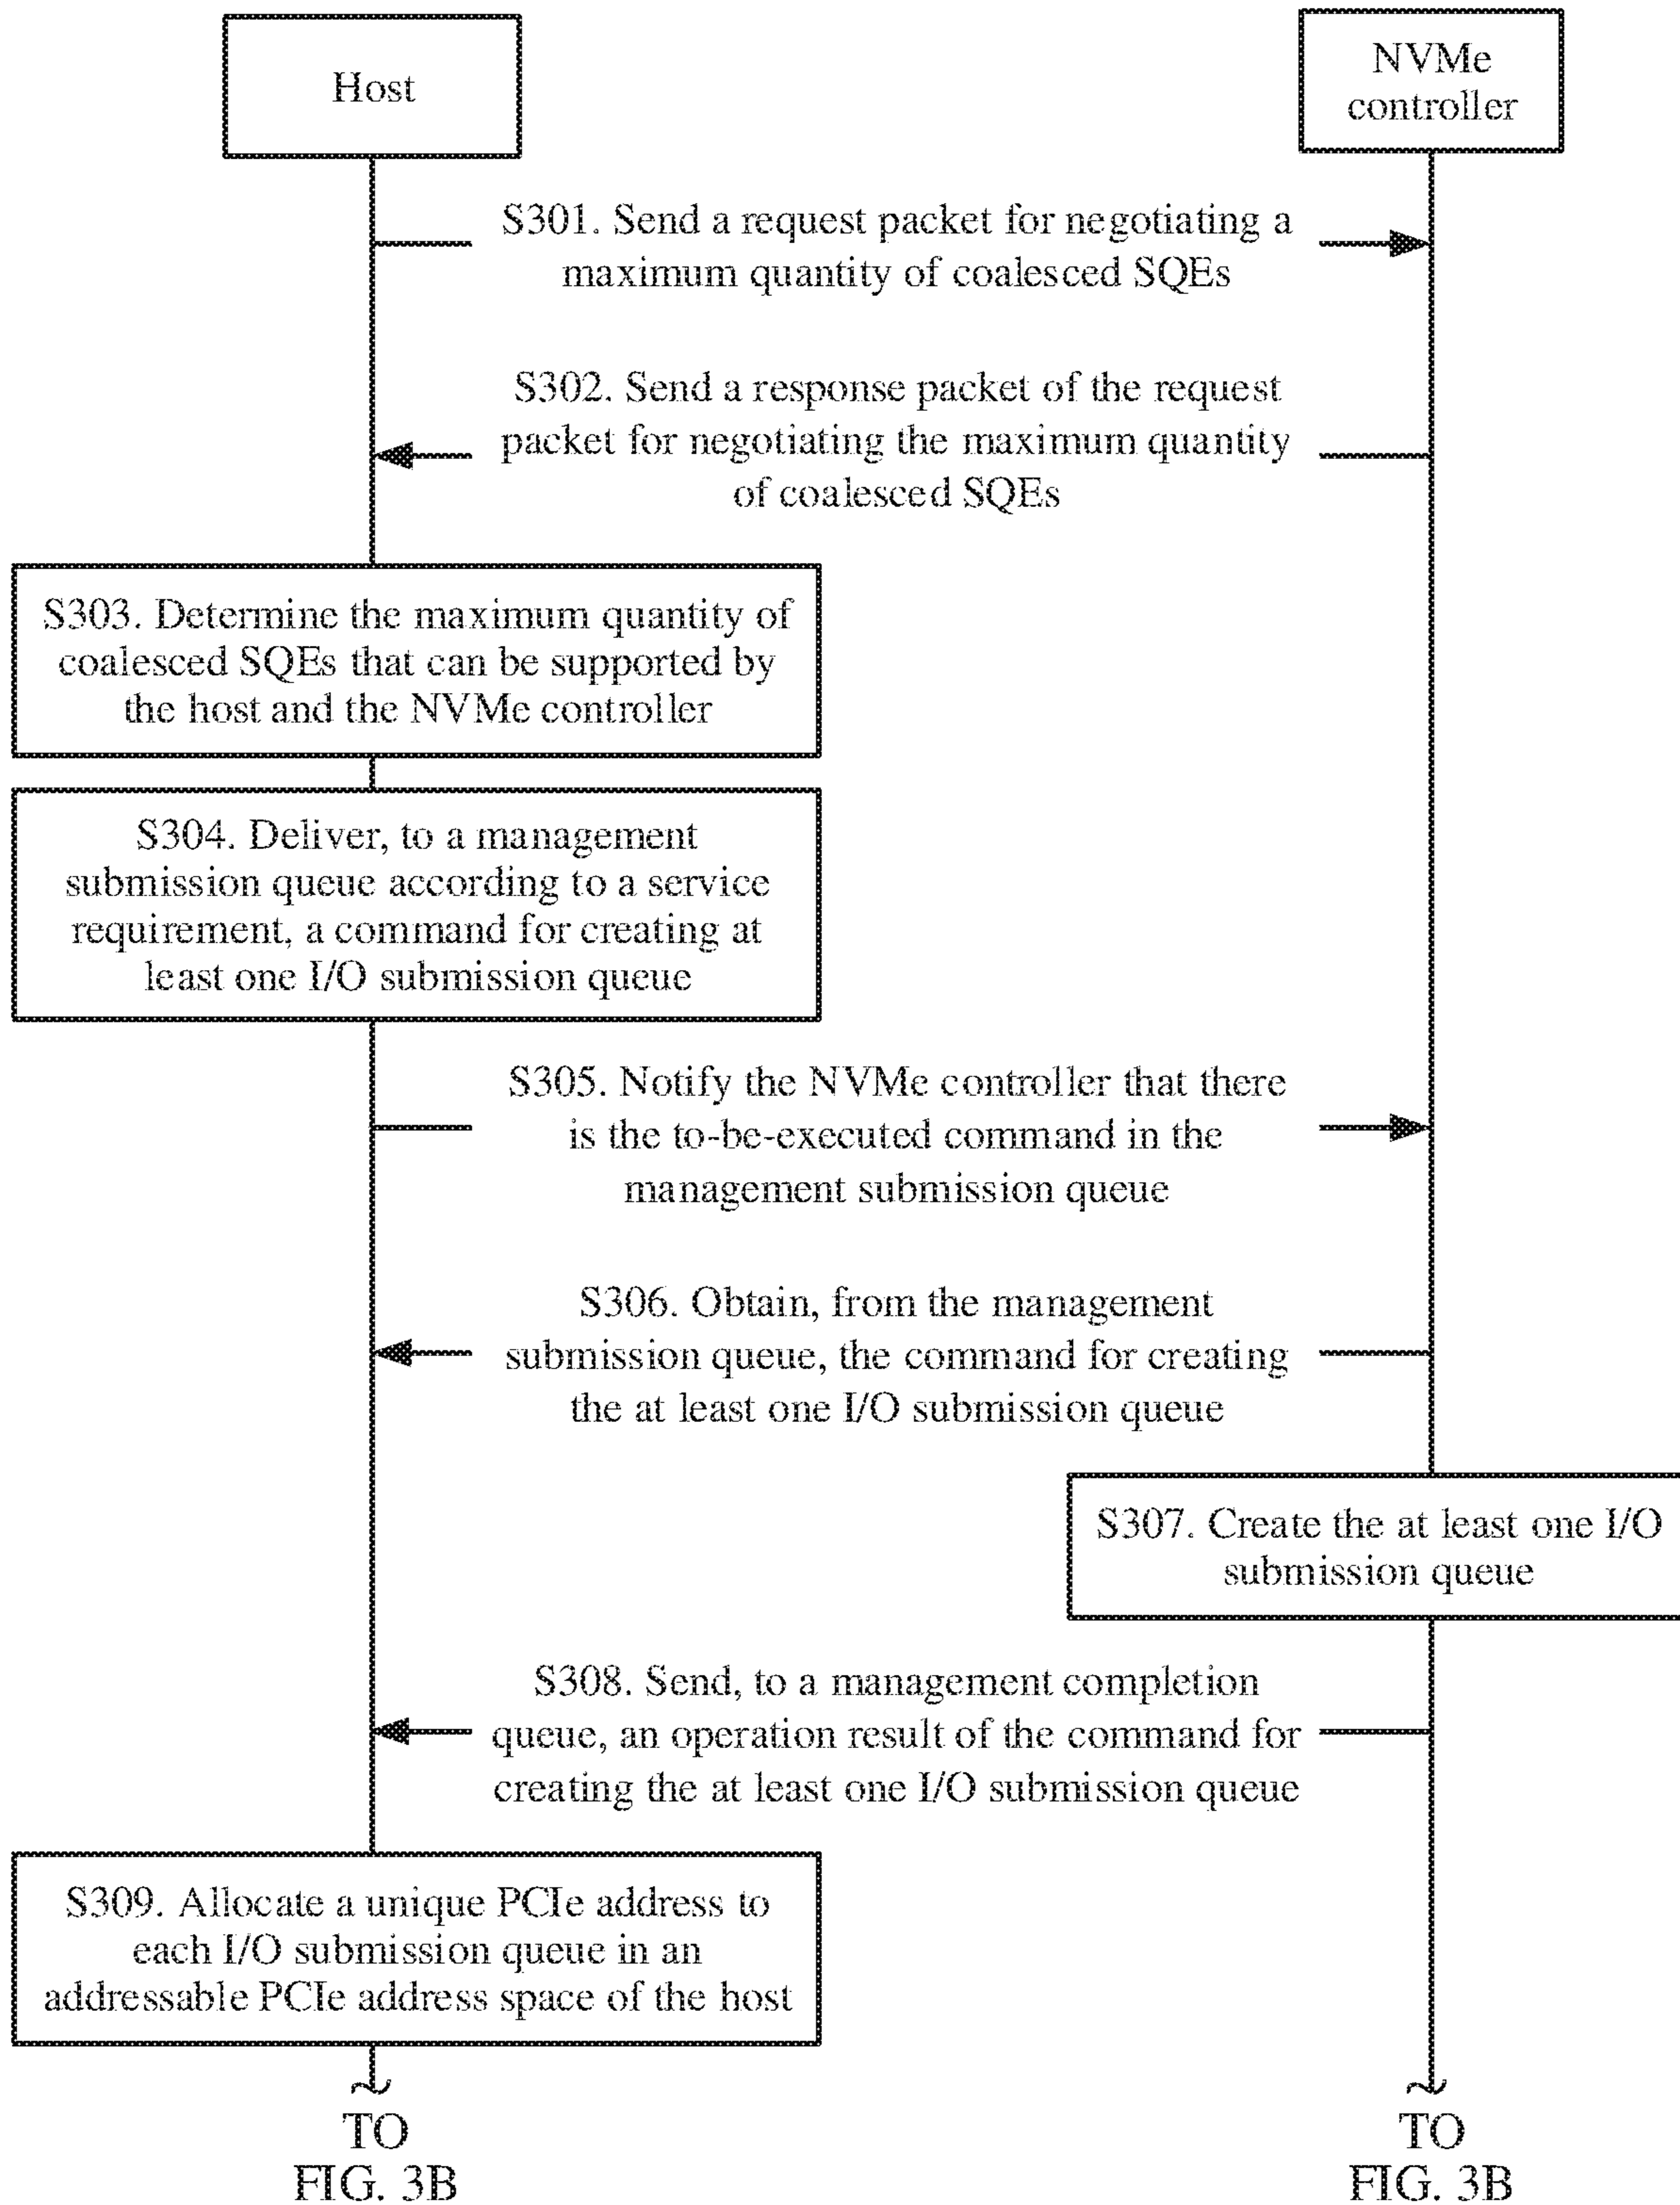 Host
NVMe
controller
S301. Send a request packet for negotiating a
maximum quantity of coalesced SQEs
S302. Send a response packet of the request
packet for negotiating the maximum quantity
of coalesced SQEs
S303. Determine the maximum quantity of
coalesced SQEs that can be supported by
the host and the NVMe controller
S304. Deliver, to a management
submission queue according to a service
requirement, a command for creating at
least one I/O submission queue
S305. Notify the NVMe controller that there
is the to-be-executed command in the
management submission queue
S306. Obtain, from the management
submission queue, the command for creating
the at least one I/O submission queue
S307. Create the at least one I/O
submission queue
S308. Send, to a management completion
queue, an operation result of the command for
creating the at least one I/O submission queue
S309. Allocate a unique PCIe address to
each I/O submission queue in an
addressable PCIe address space of the host
TO
FIG. 3B
TO
FIG. 3B